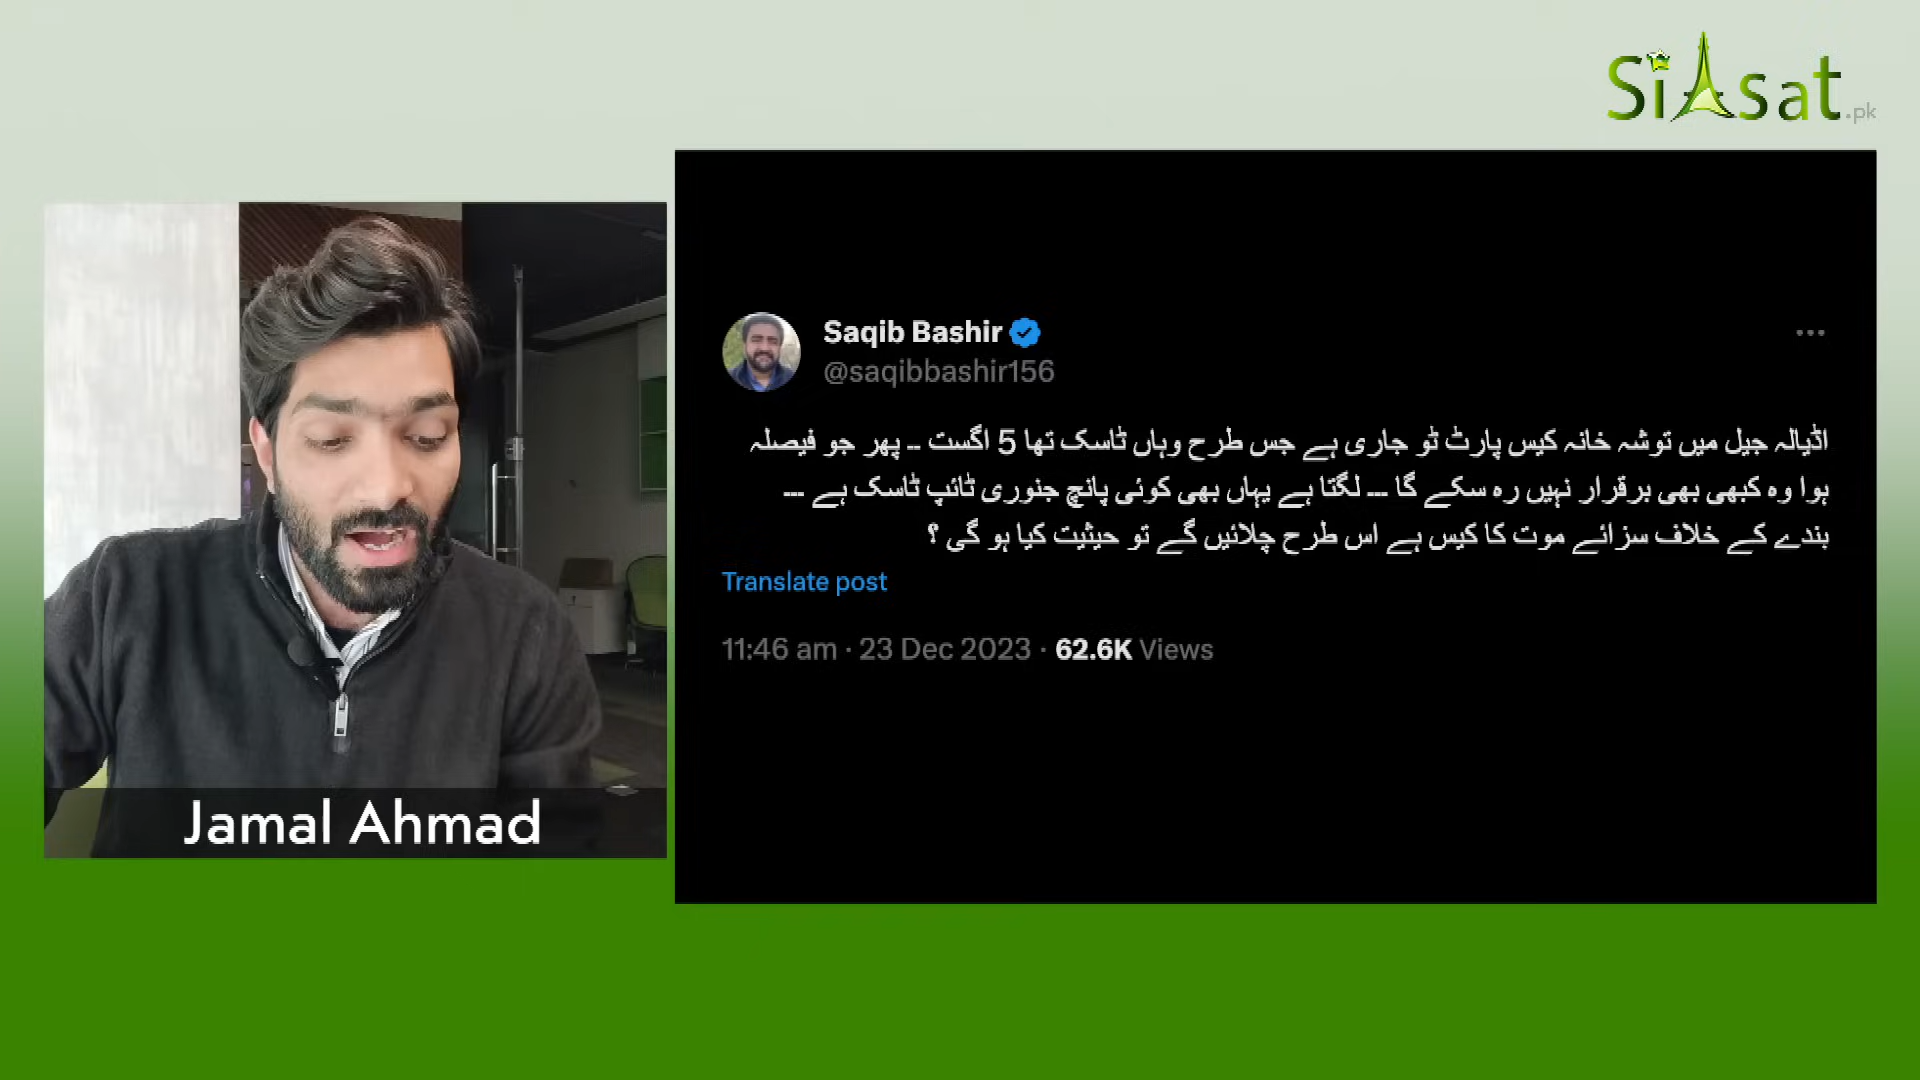 SiAsat.pk
Saqib Bashir
@saqibbashir156
اڈیالہ جیل میں توشہ خانہ کیس پارٹ ٹو جاری ہے جس طرح وہاں ٹاسک تھا 5 اگست -- پھر جو فیصلہ
ہوا وہ کبھی بھی برقرار نہیں رہ سکے گا --- لگتا ہے یہاں بھی کوئی پانچ جنوری ٹائپ ٹاسک ہے ---
بندے کے خلاف سزائے موت کا کیس ہے اس طرح چلائیں گے تو حیثیت کیا ہو گی ؟
Translate post
11:46 am · 23 Dec 2023 · 62.6K Views
Jamal Ahmad